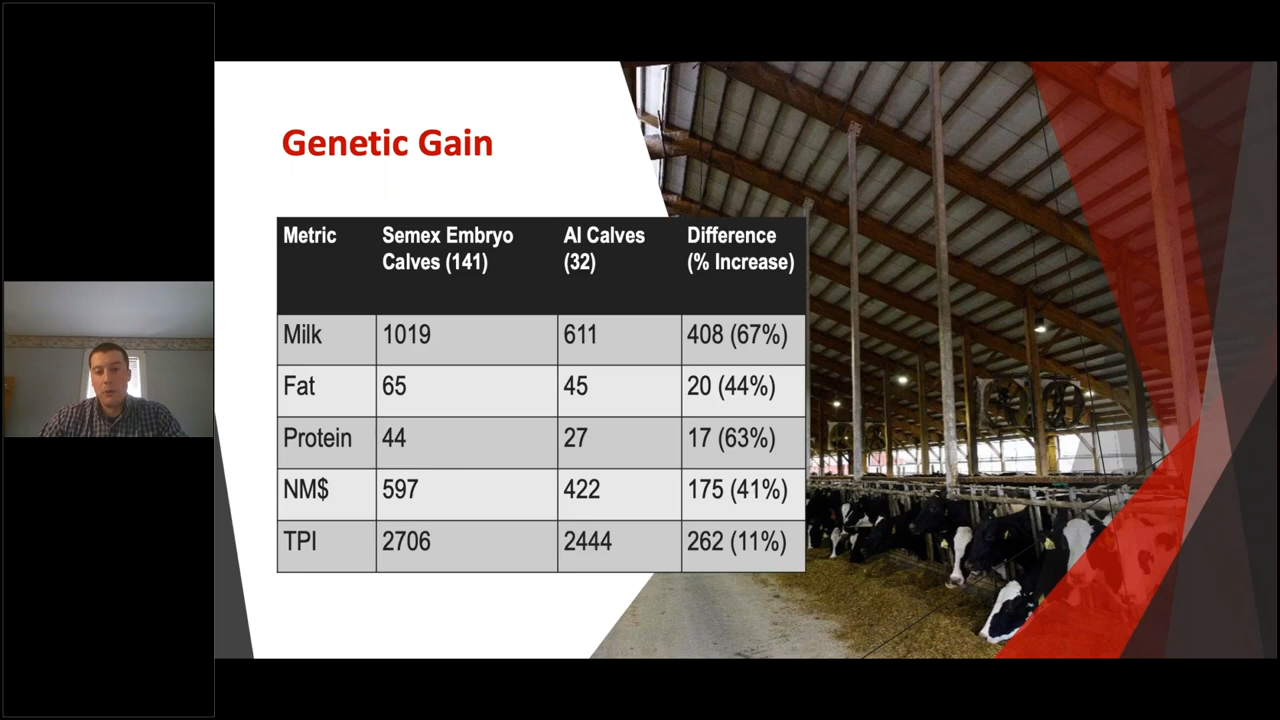 Genetic Gain
Metric Semex Embryo Calves (141) AI Calves (32) Difference (% Increase)
Milk 1019 611 408 (67%)
Fat 65 45 20 (44%)
Protein 44 27 17 (63%)
NM$ 597 422 175 (41%)
TPI 2706 2444 262 (11%)